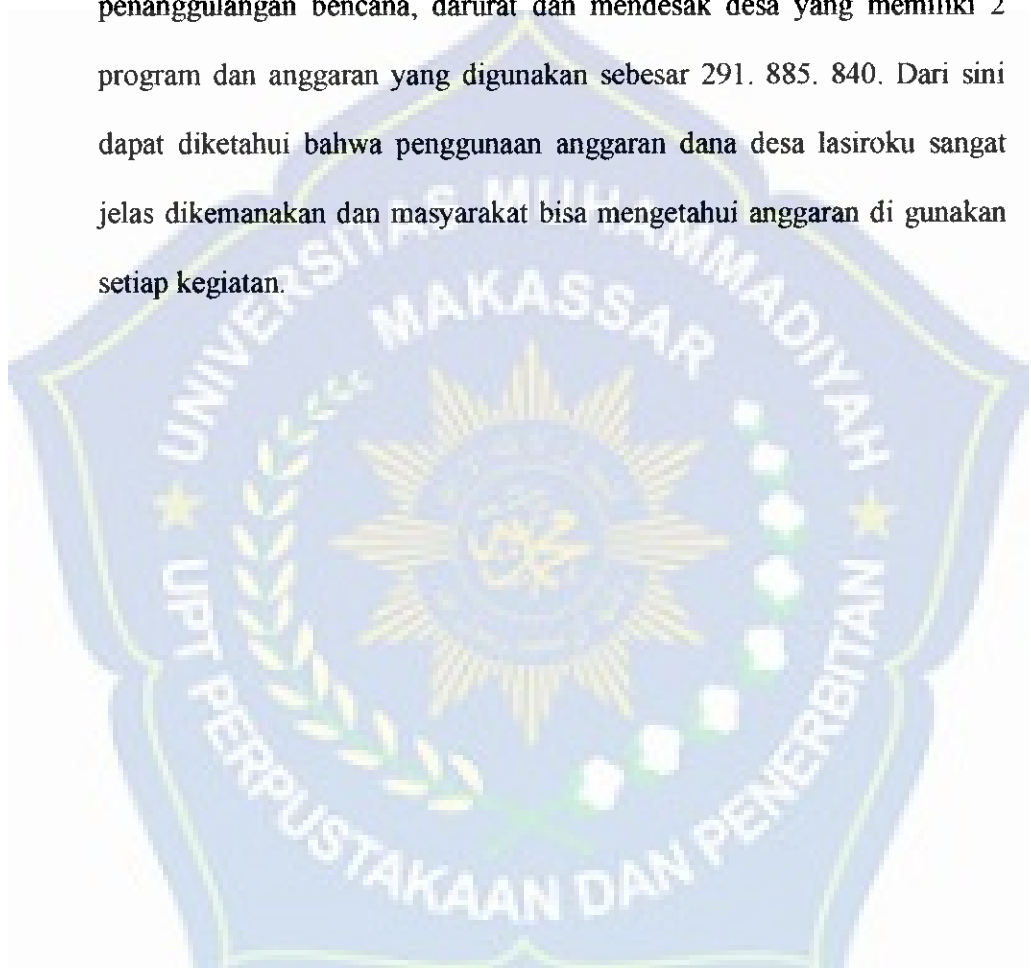 penanggulangan bencana, darurat dan mendesak desa yang memiliki 2
program dan anggaran yang digunakan sebesar 291. 885. 840. Dari sini
dapat diketahui bahwa penggunaan anggaran dana desa lasiroku sangat
jelas dikemanakan dan masyarakat bisa mengetahui anggaran di gunakan
setiap kegiatan.
UNIVERSITAS MUHAMMADIYAH
MAKASSAR
UPT PERPUSTAKAAN DAN PENERBITAN